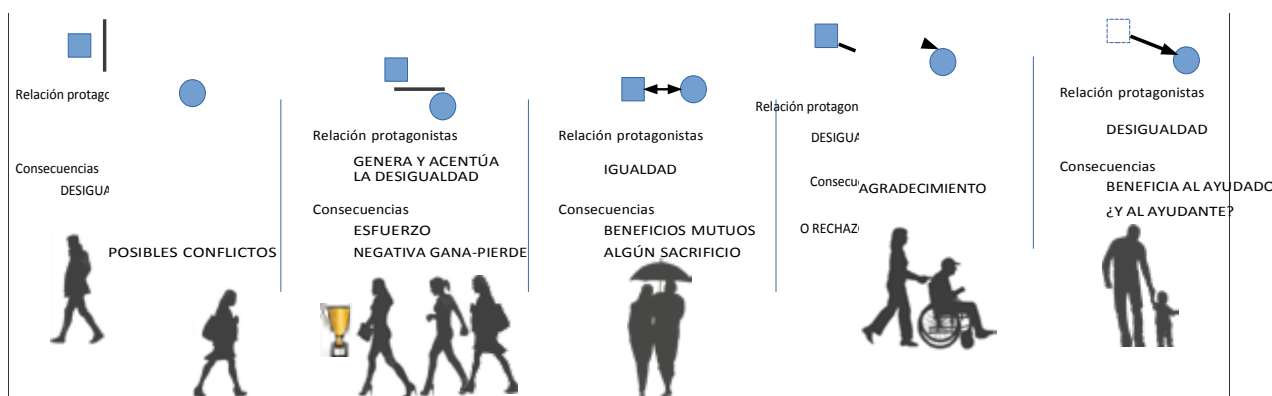 Relación protago
Consecuencias
DESIGUA
POSIBLES CONFLICTOS
Relación protagonistas
GENERA Y ACENTÚA
LA DESIGUALDAD
Consecuencias
ESFUERZO
NEGATIVA GANA-PIERDE
Relación protagonistas
IGUALDAD
Consecuencias
BENEFICIOS MUTUOS
ALGÚN SACRIFICIO
Relación protagon
DESIGUA
Consecu
AGRADECIMIENTO
O RECHAZO
Relación protagonistas
DESIGUALDAD
Consecuencias
BENEFICIA AL AYUDADO
¿Y AL AYUDANTE?